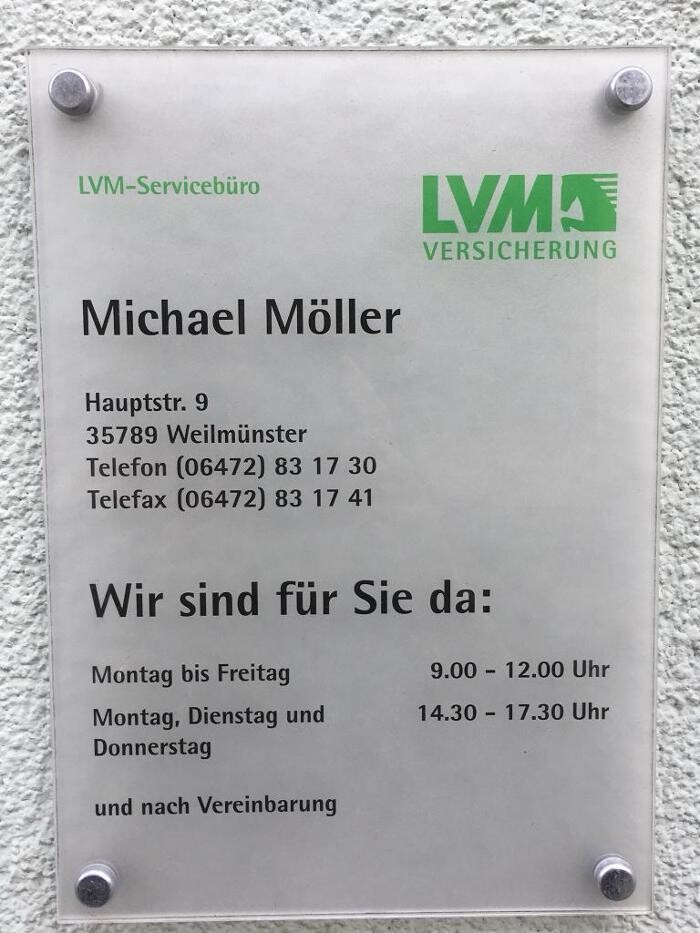 LVM-Servicebüro
LVM
VERSICHERUNG
Michael Möller
Hauptstr. 9
35789 Weilmünster
Telefon (06472) 83 17 30
Telefax (06472) 83 17 41
Wir sind für Sie da:
Montag bis Freitag 9.00 - 12.00 Uhr
Montag, Dienstag und 14.30 - 17.30 Uhr
Donnerstag
und nach Vereinbarung